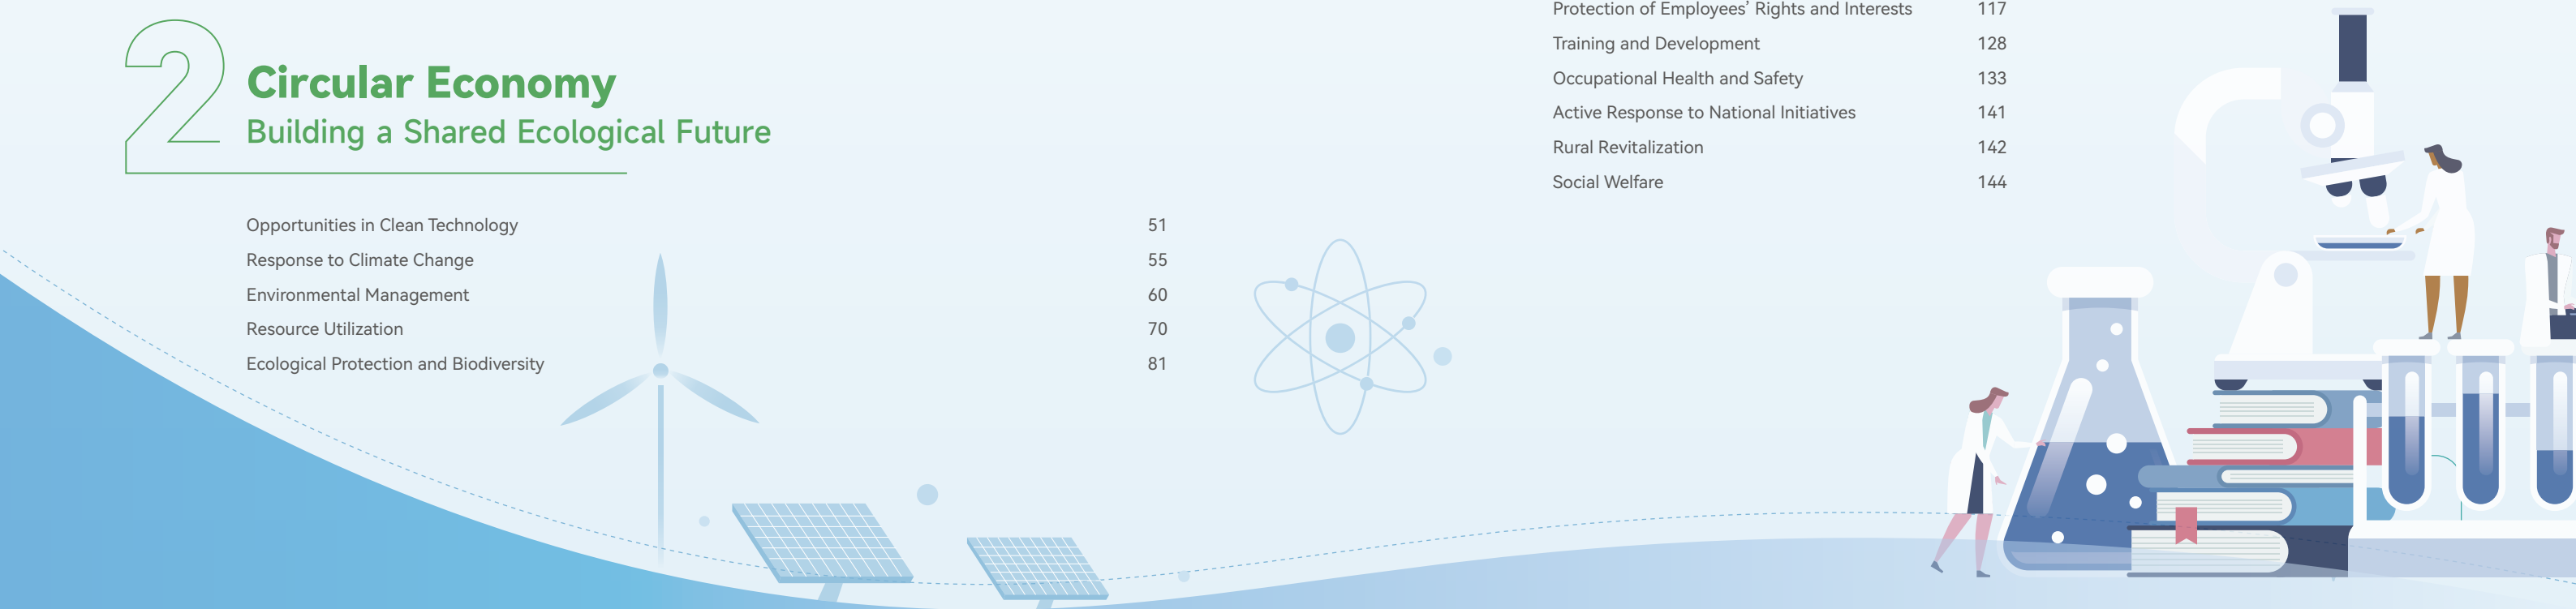 2
Circular Economy
Building a Shared Ecological Future
Opportunities in Clean Technology 51
Response to Climate Change 55
Environmental Management 60
Resource Utilization 70
Ecological Protection and Biodiversity 81
Protection of Employees’ Rights and Interests 117
Training and Development 128
Occupational Health and Safety 133
Active Response to National Initiatives 141
Rural Revitalization 142
Social Welfare 144